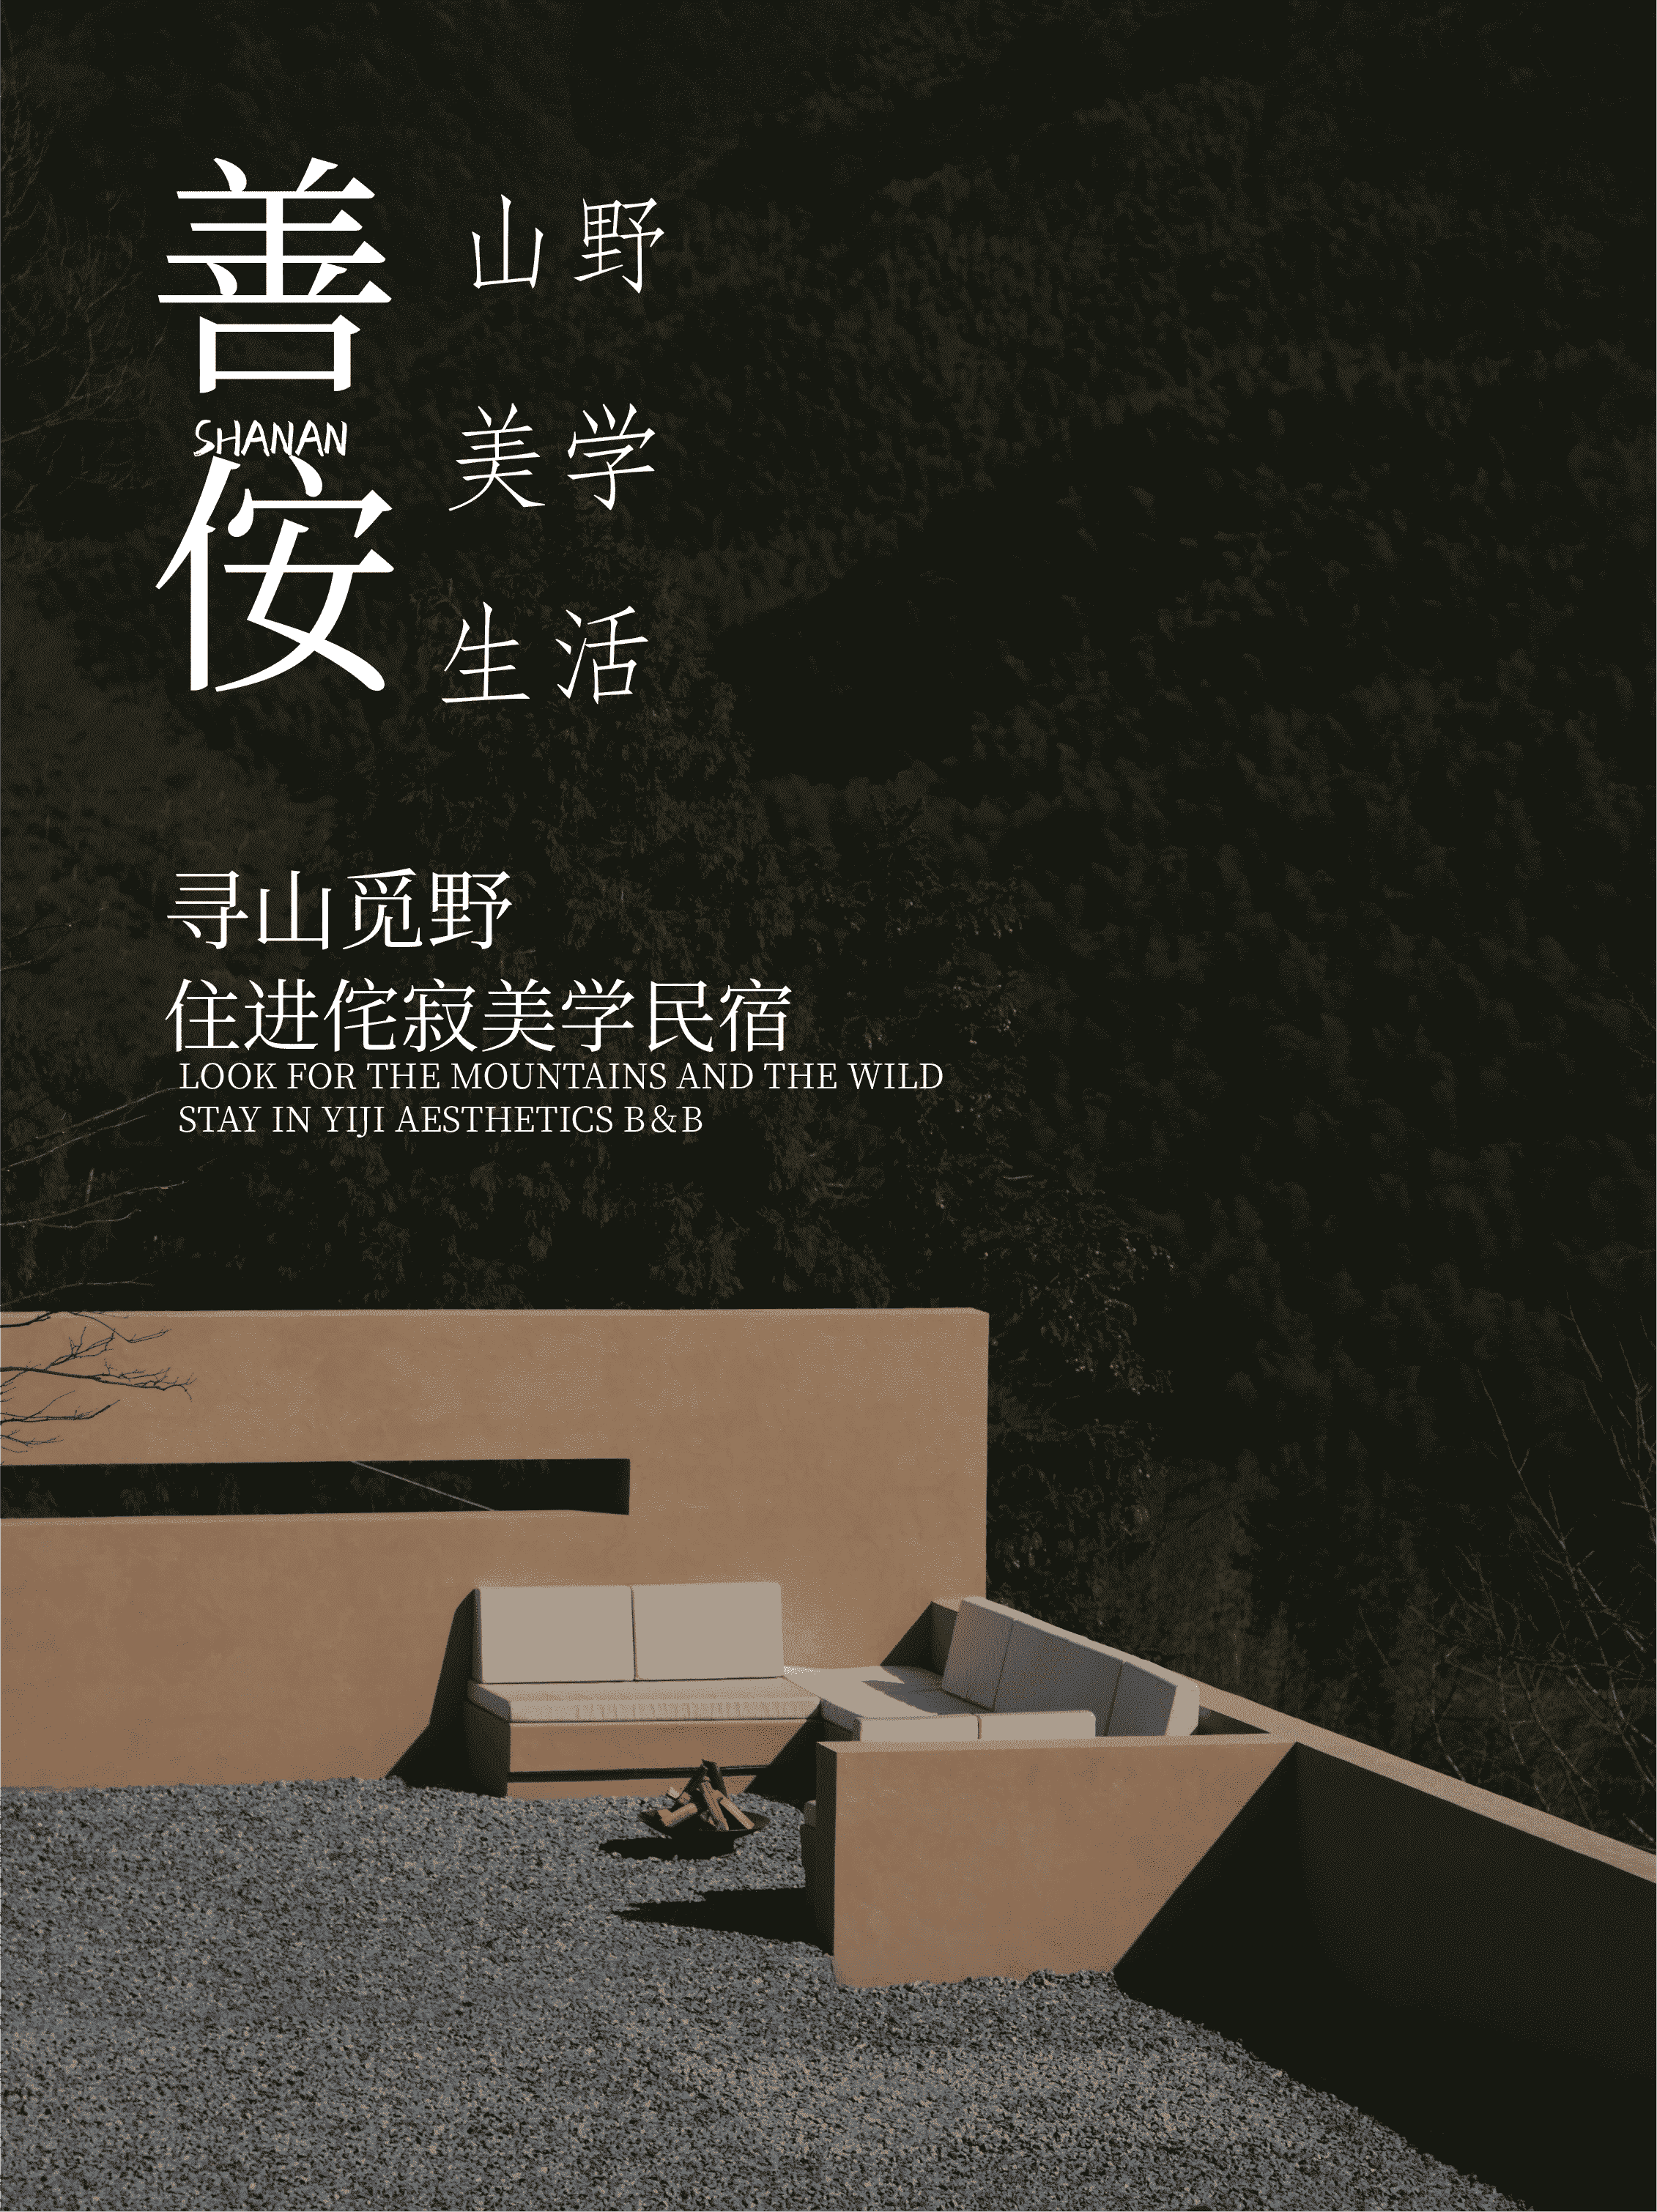 善
SHANAN
侒
山野
美学
生活
寻山觅野
住进侘寂美学民宿
LOOK FOR THE MOUNTAINS AND THE WILD
STAY IN YIJI AESTHETICS B&B